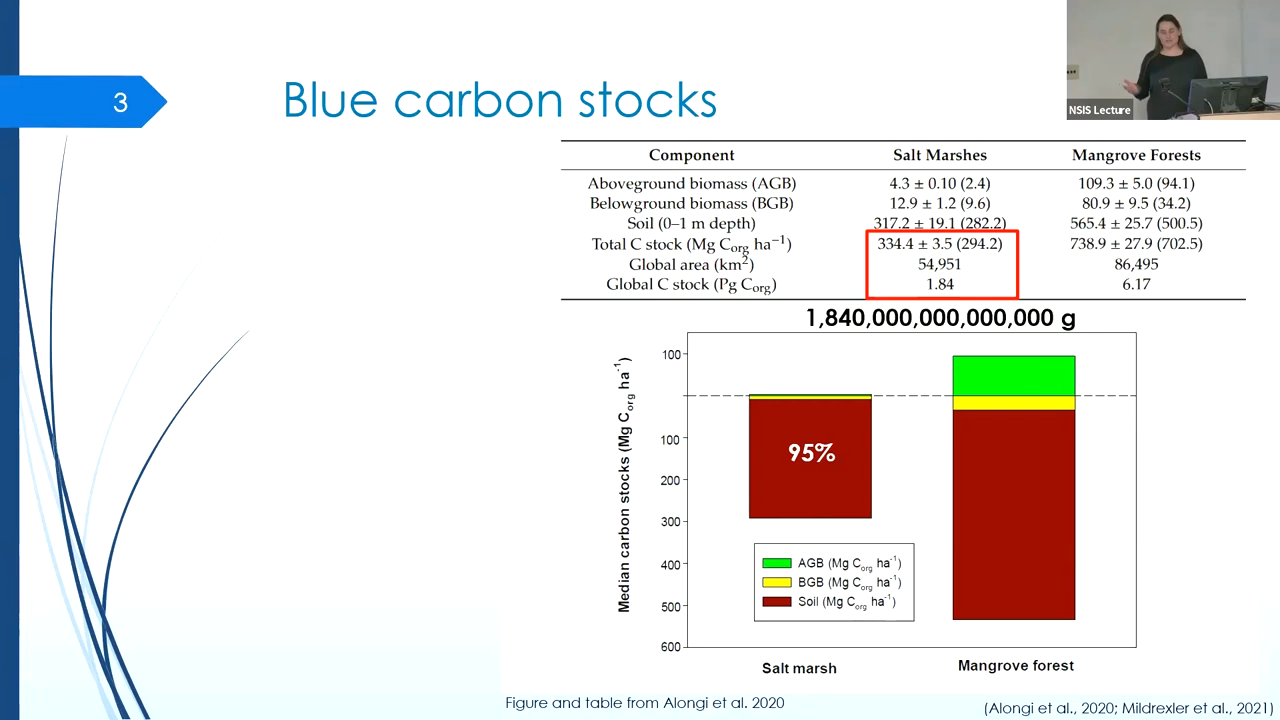 3
Blue carbon stocks
NSIS Lecture
Component Salt Marshes Mangrove Forests
Aboveground biomass (AGB) 4.3 ± 0.10 (2.4) 109.3 ± 5.0 (94.1)
Belowground biomass (BGB) 12.9 ± 1.2 (9.6) 80.9 ± 9.5 (34.2)
Soil (0–1 m depth) 317.2 ± 19.1 (282.2) 565.4 ± 25.7 (500.5)
Total C stock (Mg Corg ha−1) 334.4 ± 3.5 (294.2) 738.9 ± 27.9 (702.5)
Global area (km2) 54,951 86,495
Global C stock (Pg Corg) 1.84 6.17
1,840,000,000,000,000 g
Median carbon stocks (Mg Corg ha-1)
100
100
200
300
400
500
600
95%
AGB (Mg Corg ha-1)
BGB (Mg Corg ha-1)
Soil (Mg Corg ha-1)
Salt marsh Mangrove forest
Figure and table from Alongi et al. 2020
(Alongi et al., 2020; Mildrexler et al., 2021)